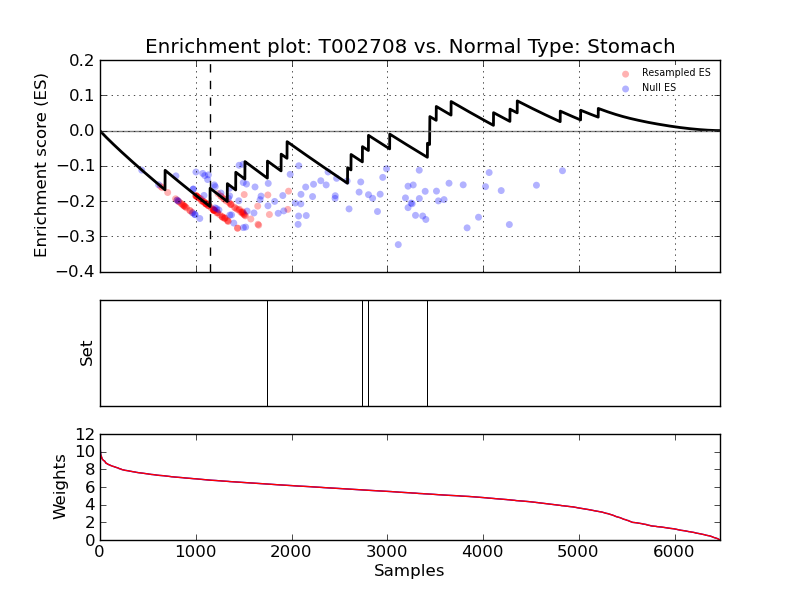 Enrichment plot: T002708 vs. Normal Type: Stomach
0.2
0.1
0.0
−0.1
−0.2
−0.3
−0.4
Enrichment score (ES)
Resampled ES
Null ES
Set
12
10
8
6
4
2
0
Weights
0 1000 2000 3000 4000 5000 6000
Samples